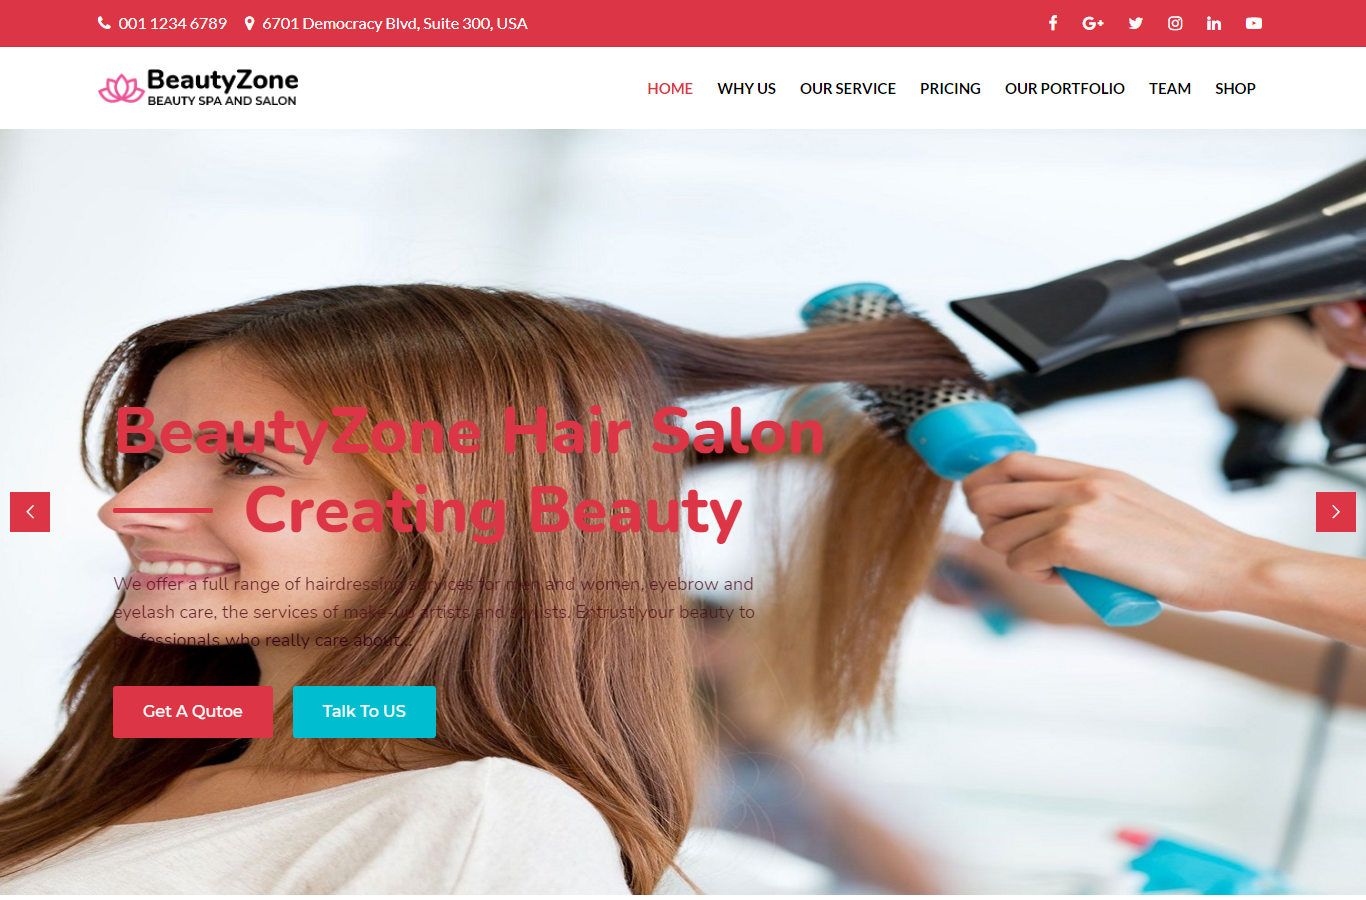 001 1234 6789 6701 Democracy Blvd, Suite 300, USA
BeautyZone
BEAUTY SPA AND SALON
HOME WHY US OUR SERVICE PRICING OUR PORTFOLIO TEAM SHOP
BeautyZone Hair Salon
Creating Beauty
We offer a full range of hairdressing services for men and women, eyebrow and
eyelash care, the services of make-up artists and stylists. Entrust your beauty to
professionals who really care about...
Get A Qutoe Talk To US